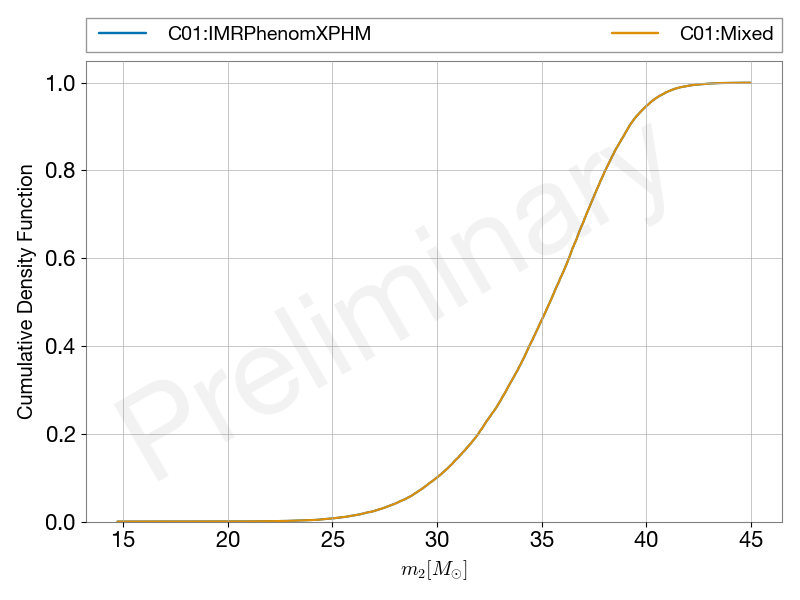 C01:IMRPhenomXPHM C01:Mixed
1.0
0.8
0.6
0.4
0.2
0.0
Cumulative Density Function
Preliminary
15 20 25 30 35 40 45
m₂[M⊙]